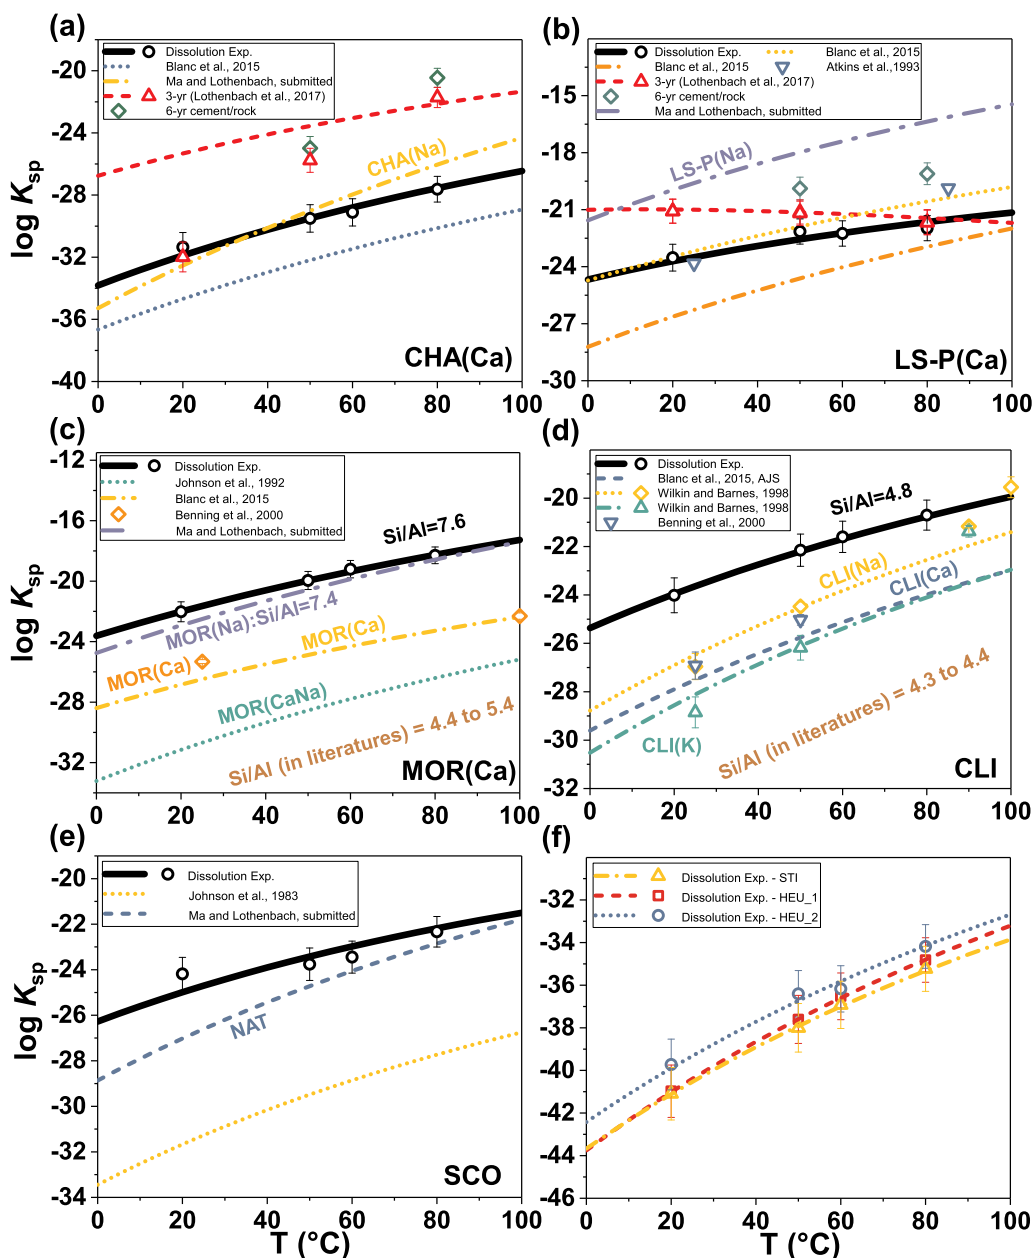 (a)
Dissolution Exp.
Blanc et al., 2015
Ma and Lothenbach, submitted
3-yr (Lothenbach et al., 2017)
6-yr cement/rock
CHA(Na)
CHA(Ca)
-20
-24
-28
-32
-36
-40
0 20 40 60 80 100
log Ksp
(b)
Dissolution Exp. Blanc et al., 2015
Blanc et al., 2015 Atkins et al.,1993
3-yr (Lothenbach et al., 2017)
6-yr cement/rock
Ma and Lothenbach, submitted
LS-P(Na)
LS-P(Ca)
-15
-18
-21
-24
-27
-30
0 20 40 60 80 100
(c)
Dissolution Exp.
Johnson et al., 1992
Blanc et al., 2015
Benning et al., 2000
Ma and Lothenbach, submitted
Si/Al=7.6
MOR(Na):Si/Al=7.4
MOR(Ca)
MOR(Ca)
MOR(CaNa)
Si/Al (in literatures) = 4.4 to 5.4
MOR(Ca)
-12
-16
-20
-24
-28
-32
0 20 40 60 80 100
log Ksp
(d)
Dissolution Exp.
Blanc et al., 2015, AJS
Wilkin and Barnes, 1998
Wilkin and Barnes, 1998
Benning et al., 2000
Si/Al=4.8
CLI(Na)
CLI(Ca)
CLI(K)
Si/Al (in literatures) = 4.3 to 4.4
CLI
-20
-22
-24
-26
-28
-30
-32
0 20 40 60 80 100
(e)
Dissolution Exp.
Johnson et al., 1983
Ma and Lothenbach, submitted
NAT
SCO
-20
-22
-24
-26
-28
-30
-32
-34
0 20 40 60 80 100
log Ksp
T (°C)
(f)
Dissolution Exp. - STI
Dissolution Exp. - HEU_1
Dissolution Exp. - HEU_2
-32
-34
-36
-38
-40
-42
-44
-46
0 20 40 60 80 100
T (°C)